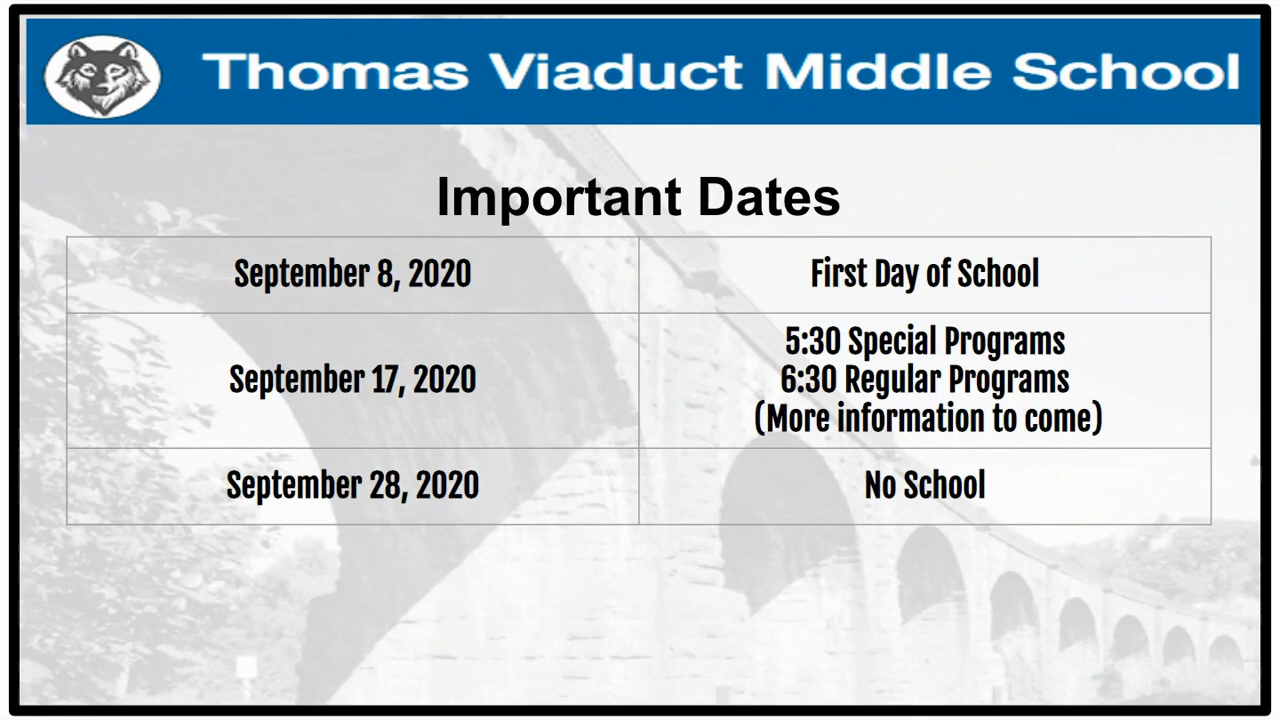 Thomas Viaduct Middle School
Important Dates
September 8, 2020
First Day of School
September 17, 2020
5:30 Special Programs
6:30 Regular Programs
(More information to come)
September 28, 2020
No School